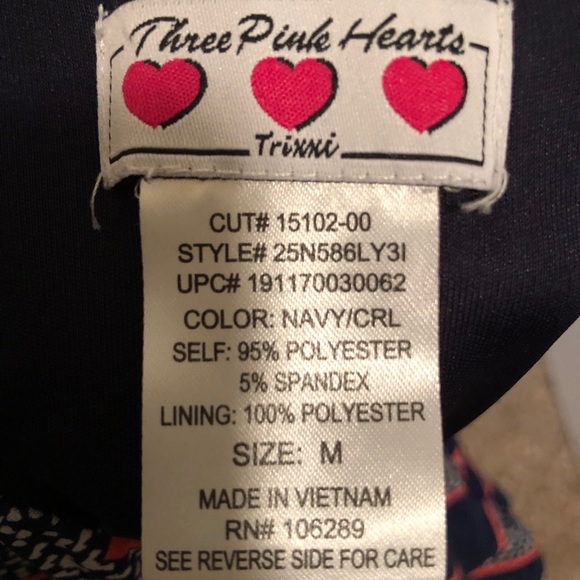 Three Pink Hearts
Trixxi
CUT# 15102-00
STYLE# 25N586LY3I
UPC# 191170030062
COLOR: NAVY/CRL
SELF: 95% POLYESTER
5% SPANDEX
LINING: 100% POLYESTER
SIZE: M
MADE IN VIETNAM
RN# 106289
SEE REVERSE SIDE FOR CARE